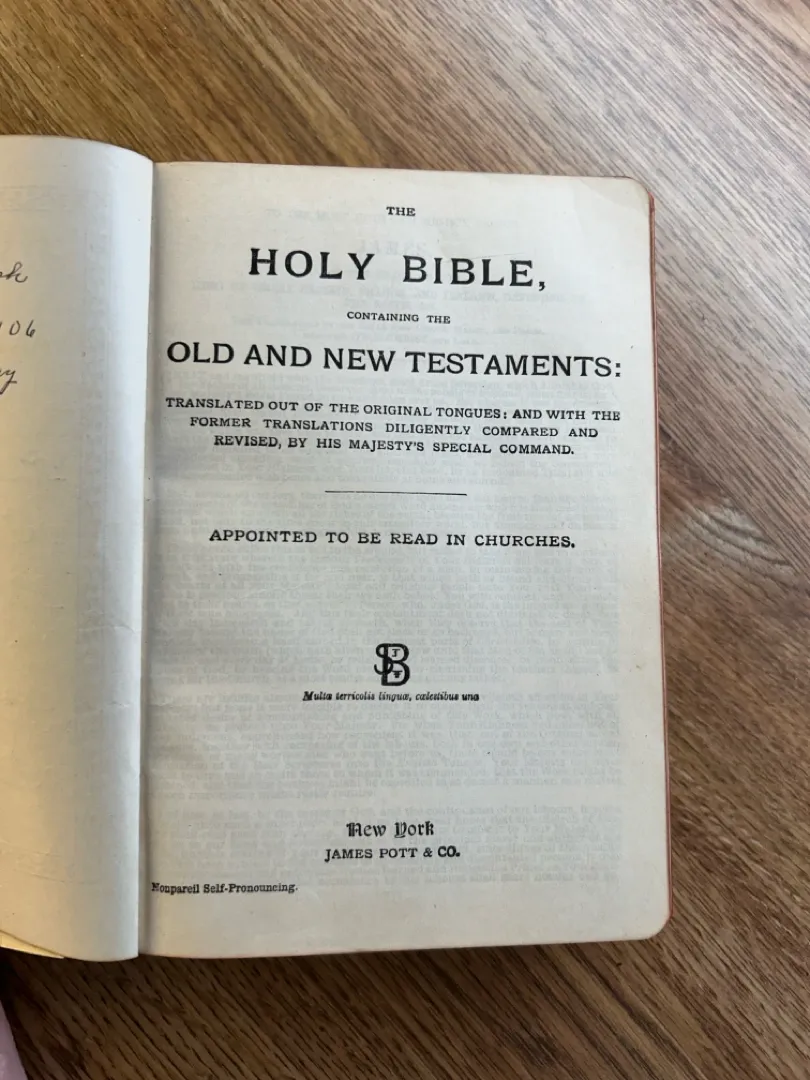 THE
HOLY BIBLE,
CONTAINING THE
OLD AND NEW TESTAMENTS:
TRANSLATED OUT OF THE ORIGINAL TONGUES: AND WITH THE
FORMER TRANSLATIONS DILIGENTLY COMPARED AND
REVISED, BY HIS MAJESTY'S SPECIAL COMMAND.
APPOINTED TO BE READ IN CHURCHES.
Multæ terricolis linguæ, cœlestibus una
New York
JAMES POTT & CO.
Nonpareil Self-Pronouncing.